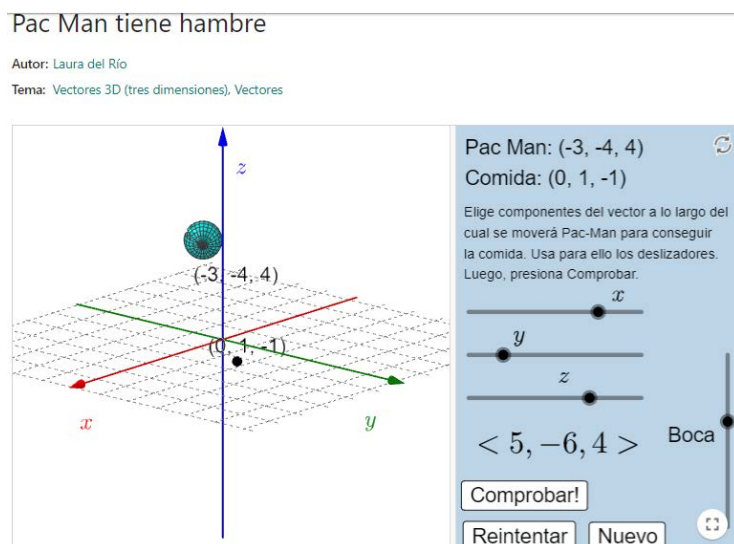 Pac Man tiene hambre
Autor: Laura del Río
Tema: Vectores 3D (tres dimensiones), Vectores
z
(-3, -4, 4)
(0, 1, -1)
x
y
Pac Man: (-3, -4, 4)
Comida: (0, 1, -1)
Elige componentes del vector a lo largo del
cual se moverá Pac-Man para conseguir
la comida. Usa para ello los deslizadores.
Luego, presiona Comprobar.
x
y
z
< 5, −6, 4 >
Boca
Comprobar!
Reintentar
Nuevo